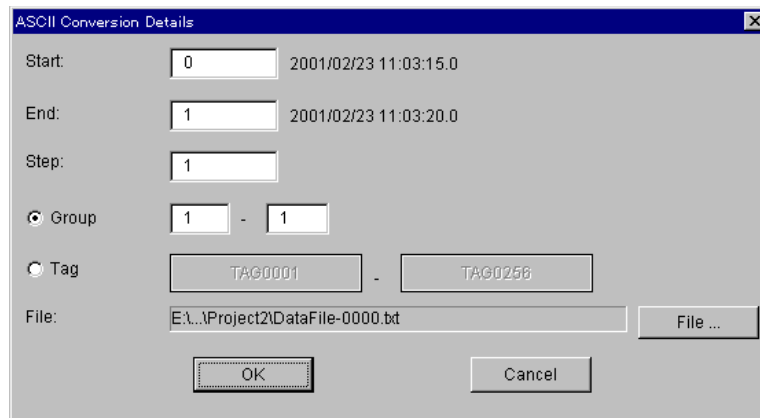 ASCII Conversion Details
Start: 0 2001/02/23 11:03:15.0
End: 1 2001/02/23 11:03:20.0
Step: 1
Group 1 - 1
Tag TAG0001 - TAG0256
File: E:\...\Project2\DataFile-0000.txt File ...
OK Cancel